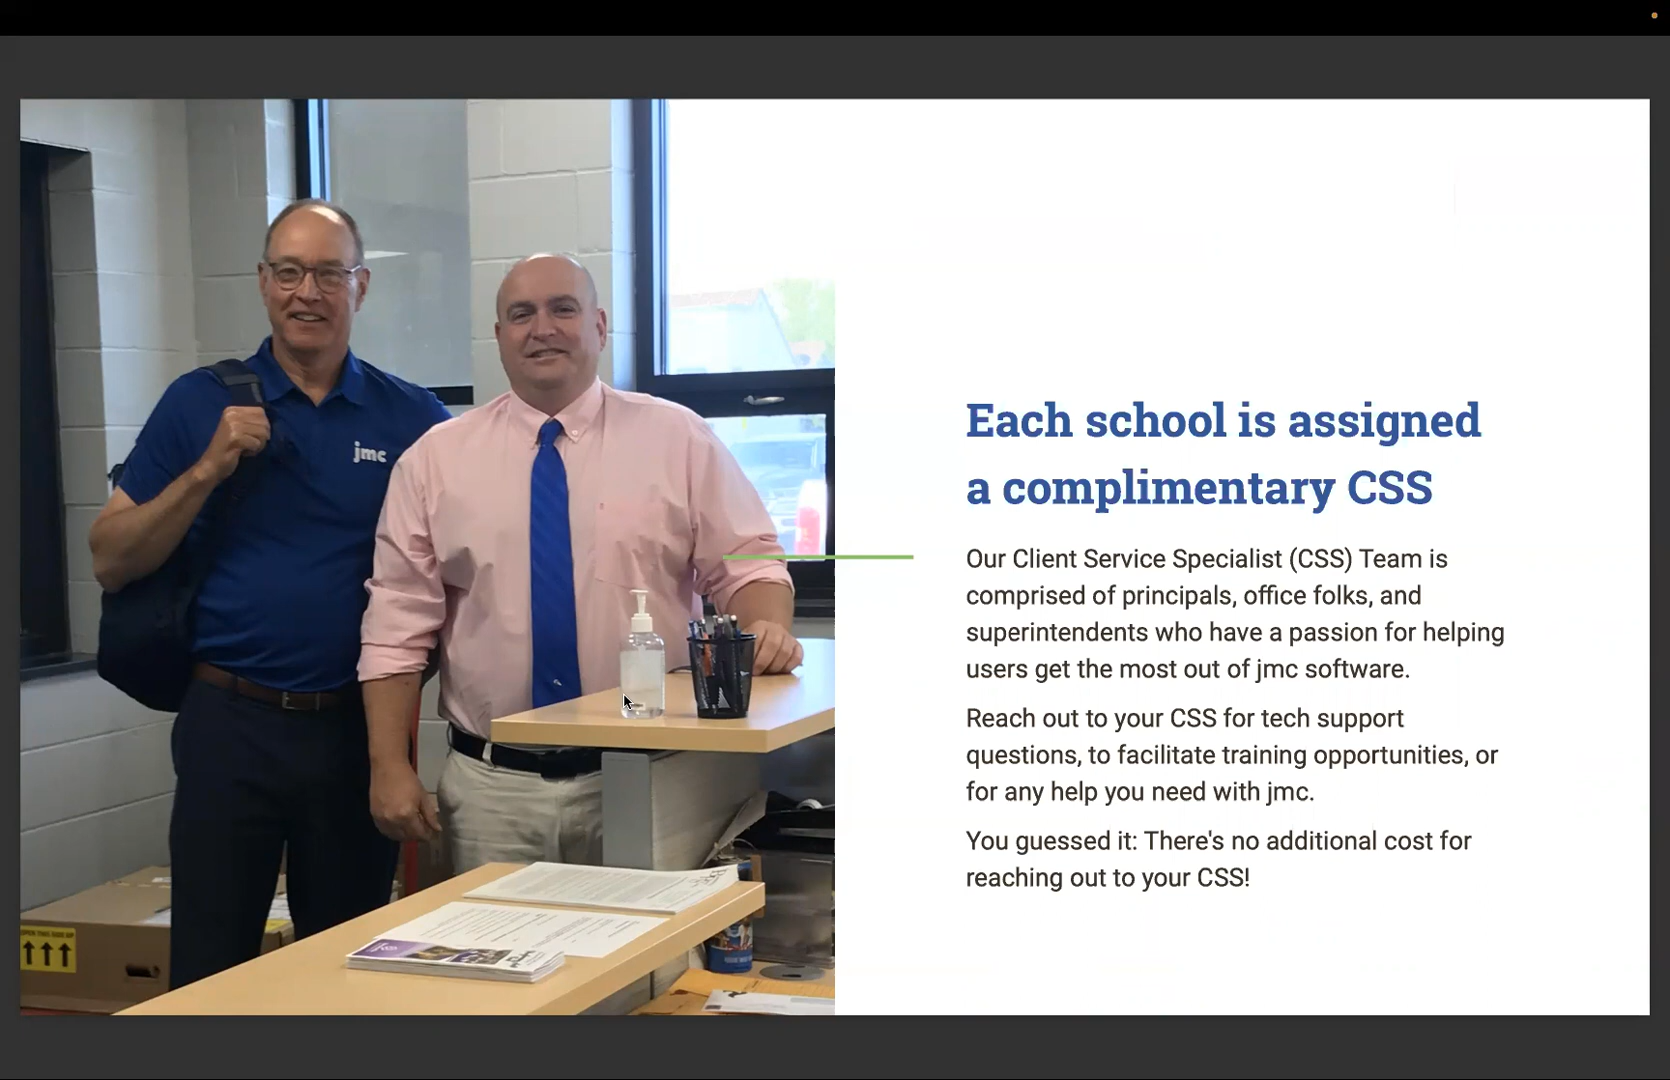 jmc
Each school is assigned
a complimentary CSS
Our Client Service Specialist (CSS) Team is
comprised of principals, office folks, and
superintendents who have a passion for helping
users get the most out of jmc software.
Reach out to your CSS for tech support
questions, to facilitate training opportunities, or
for any help you need with jmc.
You guessed it: There's no additional cost for
reaching out to your CSS!